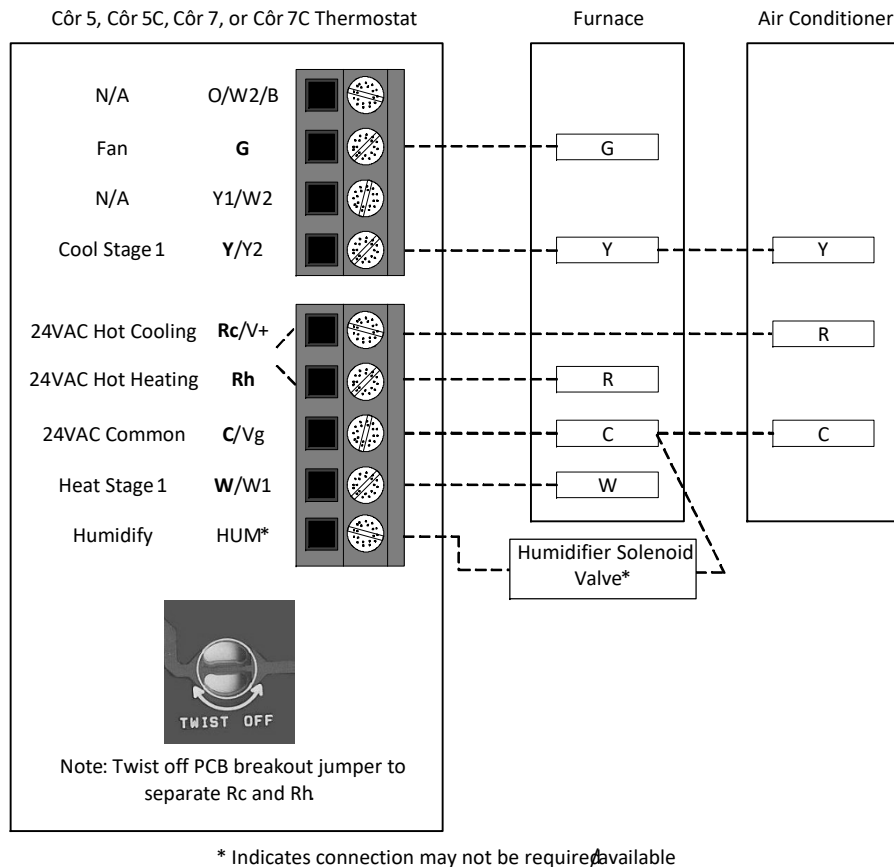 Côr 5, Côr 5C, Côr 7, or Côr 7C Thermostat
Furnace
Air Conditioner
N/A O/W2/B
Fan G
G
N/A Y1/W2
Cool Stage 1 Y/Y2
Y
Y
24VAC Hot Cooling Rc/V+
R
24VAC Hot Heating Rh
R
24VAC Common C/Vg
C
C
Heat Stage 1 W/W1
W
Humidify HUM*
Humidifier Solenoid
Valve*
TWIST OFF
Note: Twist off PCB breakout jumper to
separate Rc and Rh.
* Indicates connection may not be required/available